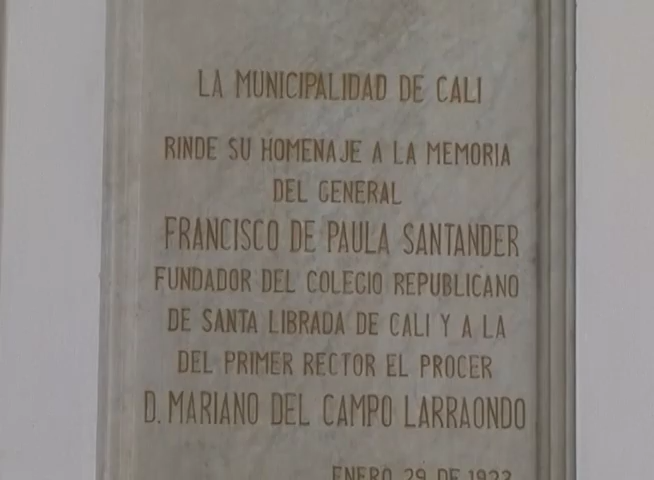 LA MUNICIPALIDAD DE CALI
RINDE SU HOMENAJE A LA MEMORIA
DEL GENERAL
FRANCISCO DE PAULA SANTANDER
FUNDADOR DEL COLEGIO REPUBLICANO
DE SANTA LIBRADA DE CALI Y A LA
DEL PRIMER RECTOR EL PROCER
D. MARIANO DEL CAMPO LARRAONDO
ENERO 29 DE 1923